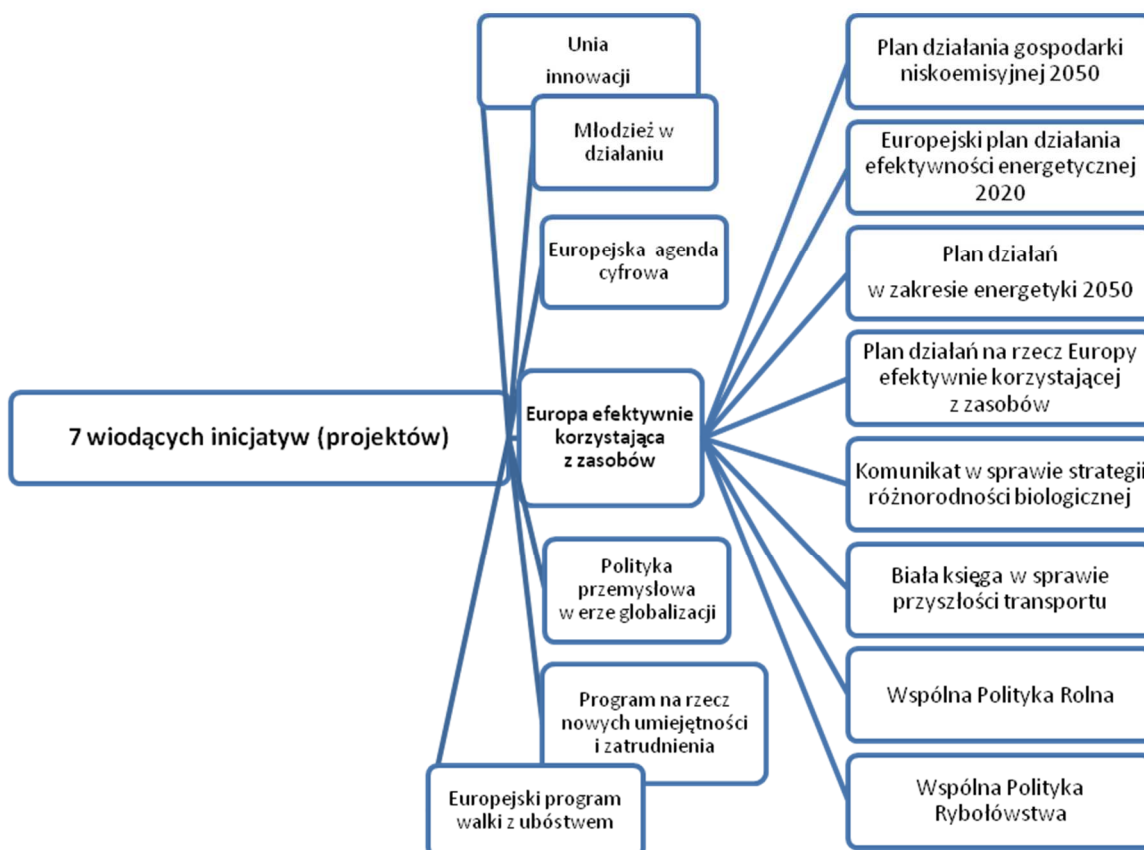 7 wiodących inicjatyw (projektów)
Unia
innowacji
Młodzież w
działaniu
Europejska agenda
cyfrowa
Europa efektywnie
korzystająca
z zasobów
Polityka
przemysłowa
w erze globalizacji
Program na rzecz
nowych umiejętności
i zatrudnienia
Europejski program
walki z ubóstwem
Plan działania gospodarki
niskoemisyjnej 2050
Europejski plan działania
efektywności energetycznej
2020
Plan działań
w zakresie energetyki 2050
Plan działań na rzecz Europy
efektywnie korzystającej
z zasobów
Komunikat w sprawie strategii
różnorodności biologicznej
Biała księga w sprawie
przyszłości transportu
Wspólna Polityka Rolna
Wspólna Polityka
Rybołówstwa